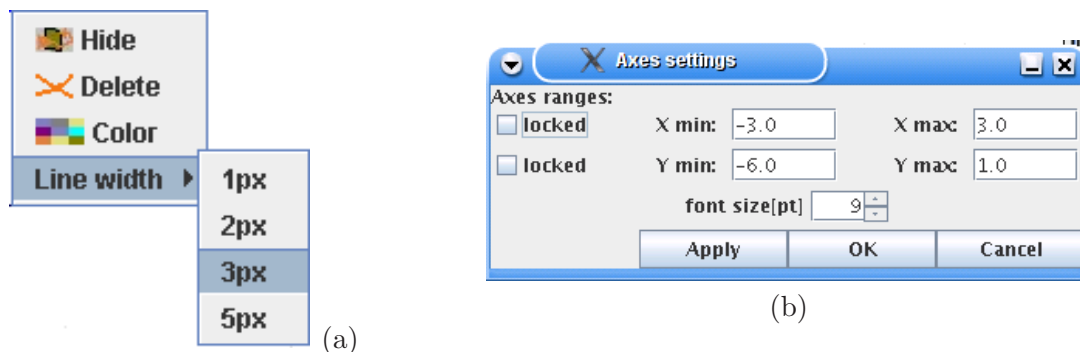 Hide
Delete
Color
Line width
1px
2px
3px
5px
(a)
Axes settings
Axes ranges:
locked X min: -3.0 X max: 3.0
locked Y min: -6.0 Y max: 1.0
font size[pt] 9
Apply OK Cancel
(b)